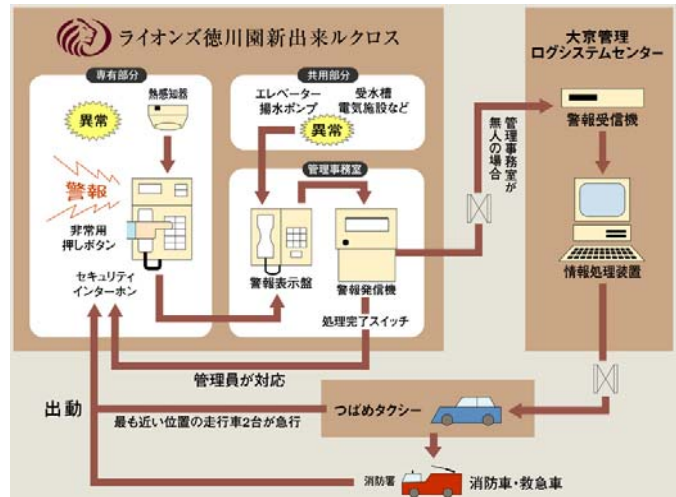 ライオンズ徳川園新出来ルクロス
専有部分
熱感知器
異常
警報
非常用
押しボタン
セキュリティ
インターホン
共用部分
エレベーター
揚水ポンプ
受水槽
電気施設など
異常
管理事務室
警報表示盤
警報発信機
処理完了スイッチ
管理員が対応
管理事務室が
無人の場合
大京管理
ログシステムセンター
警報受信機
情報処理装置
つばめタクシー
最も近い位置の走行車2台が急行
出動
消防署
消防車・救急車